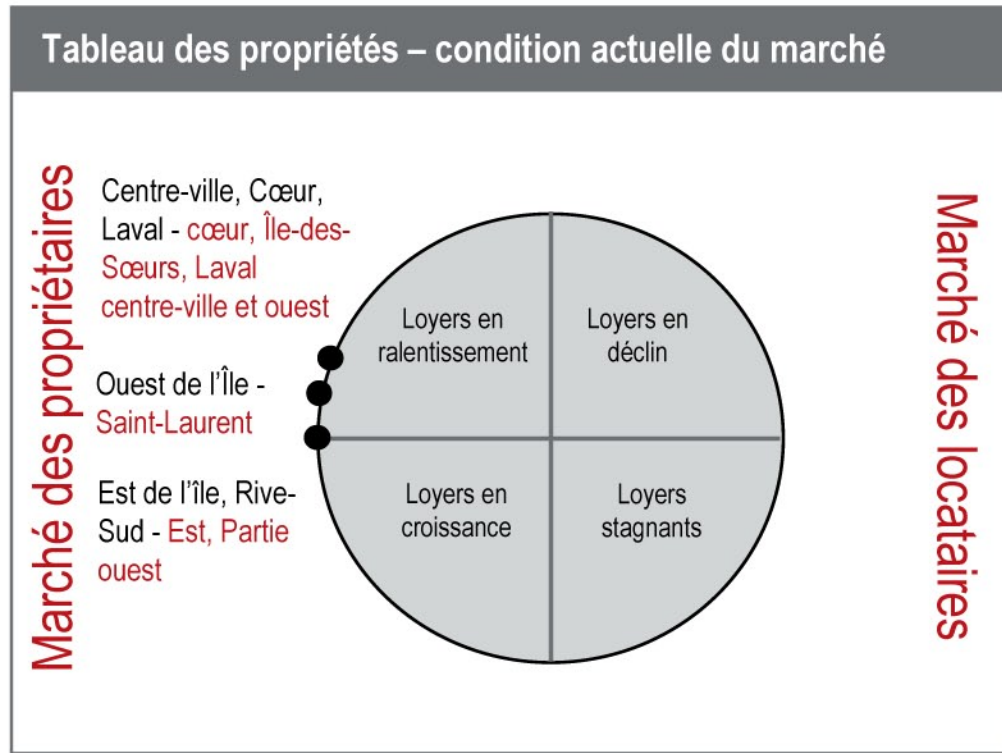 Tableau des propriétés – condition actuelle du marché
Marché des propriétaires
Centre-ville, Cœur,
Laval - cœur, Île-des-
Sœurs, Laval
centre-ville et ouest
Ouest de l’Île -
Saint-Laurent
Est de l’île, Rive-
Sud - Est, Partie
ouest
Loyers en
ralentissement
Loyers en
déclin
Loyers en
croissance
Loyers
stagnants
Marché des locataires